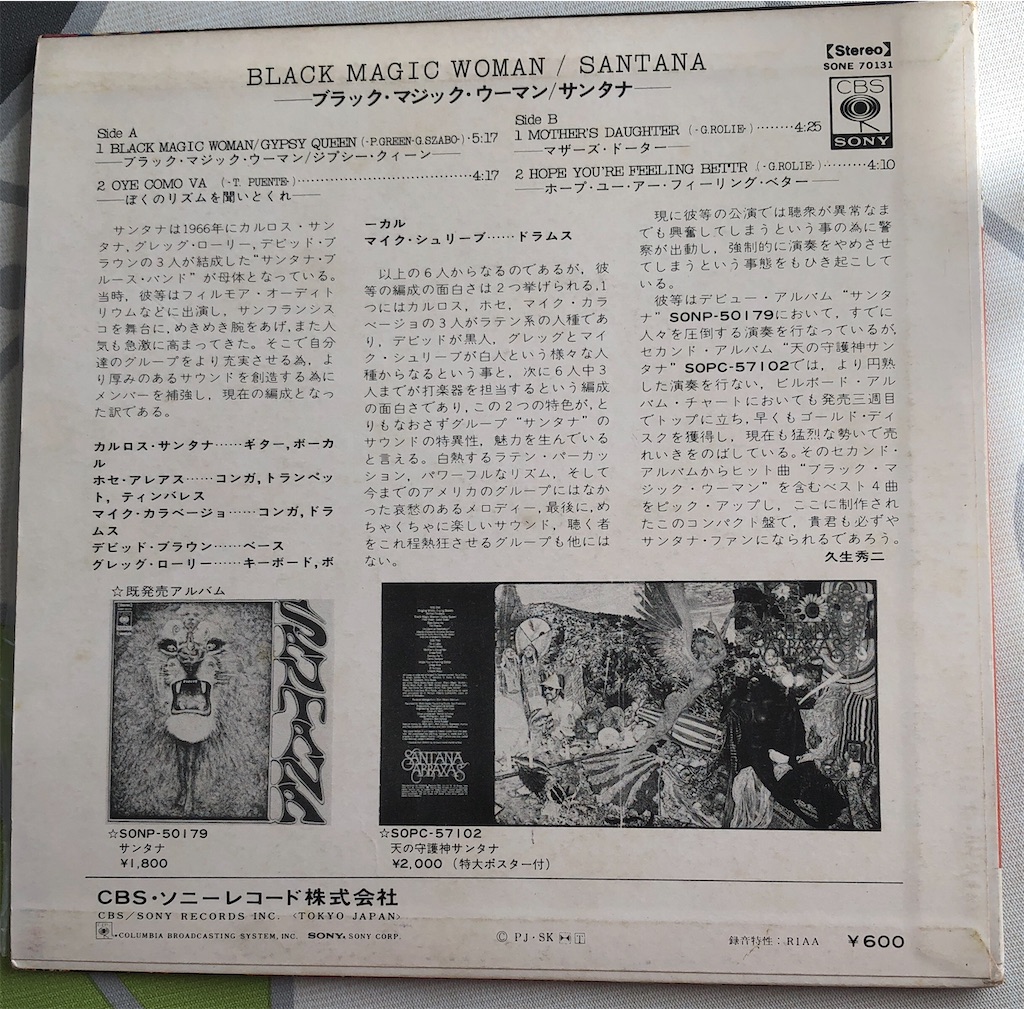 BLACK MAGIC WOMAN / SANTANA
—ブラック・マジック・ウーマン/サンタナ—
【Stereo】
SONE 70131
CBS
SONY
Side A
1 BLACK MAGIC WOMAN/GYPSY QUEEN (-P.GREEN-G.SZABO-)・5:17
—ブラック・マジック・ウーマン/ジプシー・クィーン—
2 OYE COMO VA (-T. PUENTE-)……………………………………4:17
—ぼくのリズムを聞いとくれ—
Side B
1 MOTHER'S DAUGHTER (-G.ROLIE-)………4:25
—マザーズ・ドーター—
2 HOPE YOU'RE FEELING BETTR (-G.ROLIE-)………4:10
—ホープ・ユー・アー・フィーリング・ベター—
サンタナは1966年にカルロス・サン
タナ,グレッグ・ローリー,デビッド・ブ
ラウンの3人が結成した“サンタナ・ブ
ルース・バンド”が母体となっている。
当時,彼等はフィルモア・オーディト
リウムなどに出演し,サンフランシス
コを舞台に,めきめき腕をあげ,また人
気も急激に高まってきた。そこで自分
達のグループをより充実させる為,よ
り厚みのあるサウンドを創造する為に
メンバーを補強し,現在の編成となっ
た訳である。
カルロス・サンタナ……ギター,ボーカ
ル
ホセ・アレアス……コンガ,トランペッ
ト,ティンバレス
マイク・カラベージョ……コンガ,ドラ
ムス
デビッド・ブラウン……ベース
グレッグ・ローリー……キーボード,ボ
ーカル
マイク・シュリーブ……ドラムス
以上の6人からなるのであるが,彼
等の編成の面白さは2つ挙げられる.1
つにはカルロス,ホセ,マイク・カラ
ベージョの3人がラテン系の人種であ
り,デビッドが黒人,グレッグとマイ
ク・シュリーブが白人という様々な人
種からなるという事と,次に6人中3
人までが打楽器を担当するという編成
の面白さであり,この2つの特色が,と
りもなおさずグループ“サンタナ”の
サウンドの特異性,魅力を生んでいる
と言える。白熱するラテン・パーカッ
ション,パワーフルなリズム,そして
今までのアメリカのグループにはなか
った哀愁のあるメロディー,最後に,め
ちゃくちゃに楽しいサウンド,聴く者
をこれ程熱狂させるグループも他には
ない。
現に彼等の公演では聴衆が異常なま
でも興奮してしまうという事の為に警
察が出動し,強制的に演奏をやめさせ
てしまうという事態をもひき起こして
いる。
彼等はデビュー・アルバム“サンタ
ナ”SONP-50179において,すでに
人々を圧倒する演奏を行なっているが,
セカンド・アルバム“天の守護神サン
タナ”SOPC-57102では,より円熟
した演奏を行ない,ビルボード・アル
バム・チャートにおいても発売三週目
でトップに立ち,早くもゴールド・ディ
スクを獲得し,現在も猛烈な勢いで売
れいきをのばしている。そのセカンド・
アルバムからヒット曲“ブラック・マ
ジック・ウーマン”を含むベスト4曲
をピック・アップし,ここに制作され
たこのコンパクト盤で,貴君も必ずや
サンタナ・ファンになられるであろう。
久生秀二
☆既発売アルバム
SANTANA
SANTANA
ABRAXAS
ABRAXAS
☆SONP-50179
サンタナ
¥1,800
☆SOPC-57102
天の守護神サンタナ
¥2,000(特大ポスター付)
CBS・ソニーレコード株式会社
CBS/SONY RECORDS INC. <TOKYO JAPAN>
・COLUMBIA BROADCASTING SYSTEM, INC. SONY. SONY CORP.
Ⓒ PJ・SK T
録音特性:RIAA
¥600